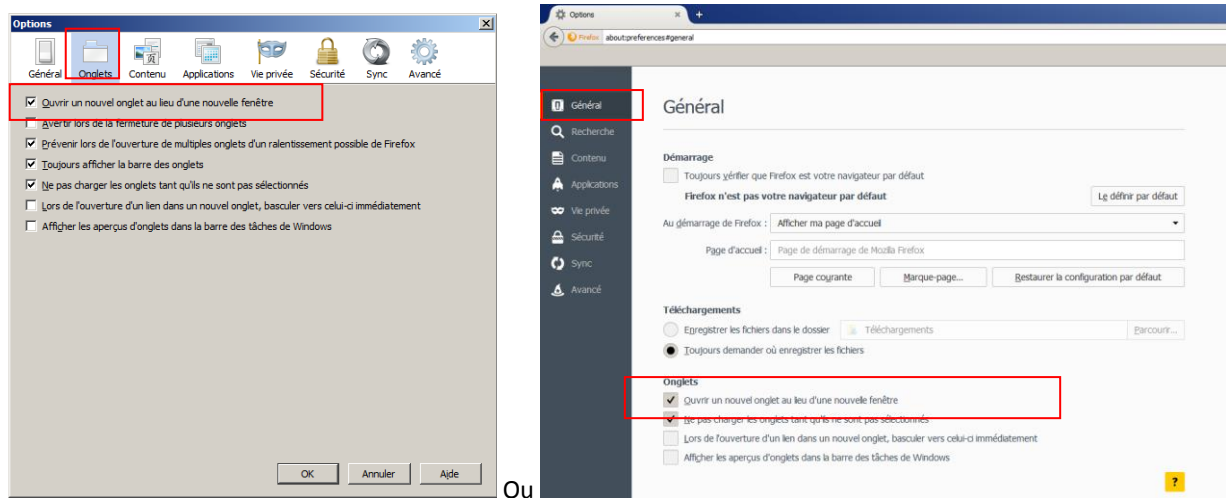 Options
Général Onglets Contenu Applications Vie privée Sécurité Sync Avancé
Ouvrir un nouvel onglet au lieu d'une nouvelle fenêtre
Avertir lors de la fermeture de plusieurs onglets
Prévenir lors de l'ouverture de multiples onglets d'un ralentissement possible de Firefox
Toujours afficher la barre des onglets
Ne pas charger les onglets tant qu'ils ne sont pas sélectionnés
Lors de l'ouverture d'un lien dans un nouvel onglet, basculer vers celui-ci immédiatement
Afficher les aperçus d'onglets dans la barre des tâches de Windows
OK Annuler Aide
Ou
Options × +
Firefox about:preferences#general
Général
Recherche
Contenu
Applications
Vie privée
Sécurité
Sync
Avancé
Général
Démarrage
Toujours vérifier que Firefox est votre navigateur par défaut
Firefox n'est pas votre navigateur par défaut Le définir par défaut
Au démarrage de Firefox : Afficher ma page d'accueil
Page d'accueil : Page de démarrage de Mozilla Firefox
Page courante Marque-page... Restaurer la configuration par défaut
Téléchargements
Enregistrer les fichiers dans le dossier Téléchargements Parcourir...
Toujours demander où enregistrer les fichiers
Onglets
Ouvrir un nouvel onglet au lieu d'une nouvelle fenêtre
Ne pas charger les onglets tant qu'ils ne sont pas sélectionnés
Lors de l'ouverture d'un lien dans un nouvel onglet, basculer vers celui-ci immédiatement
Afficher les aperçus d'onglets dans la barre des tâches de Windows
?